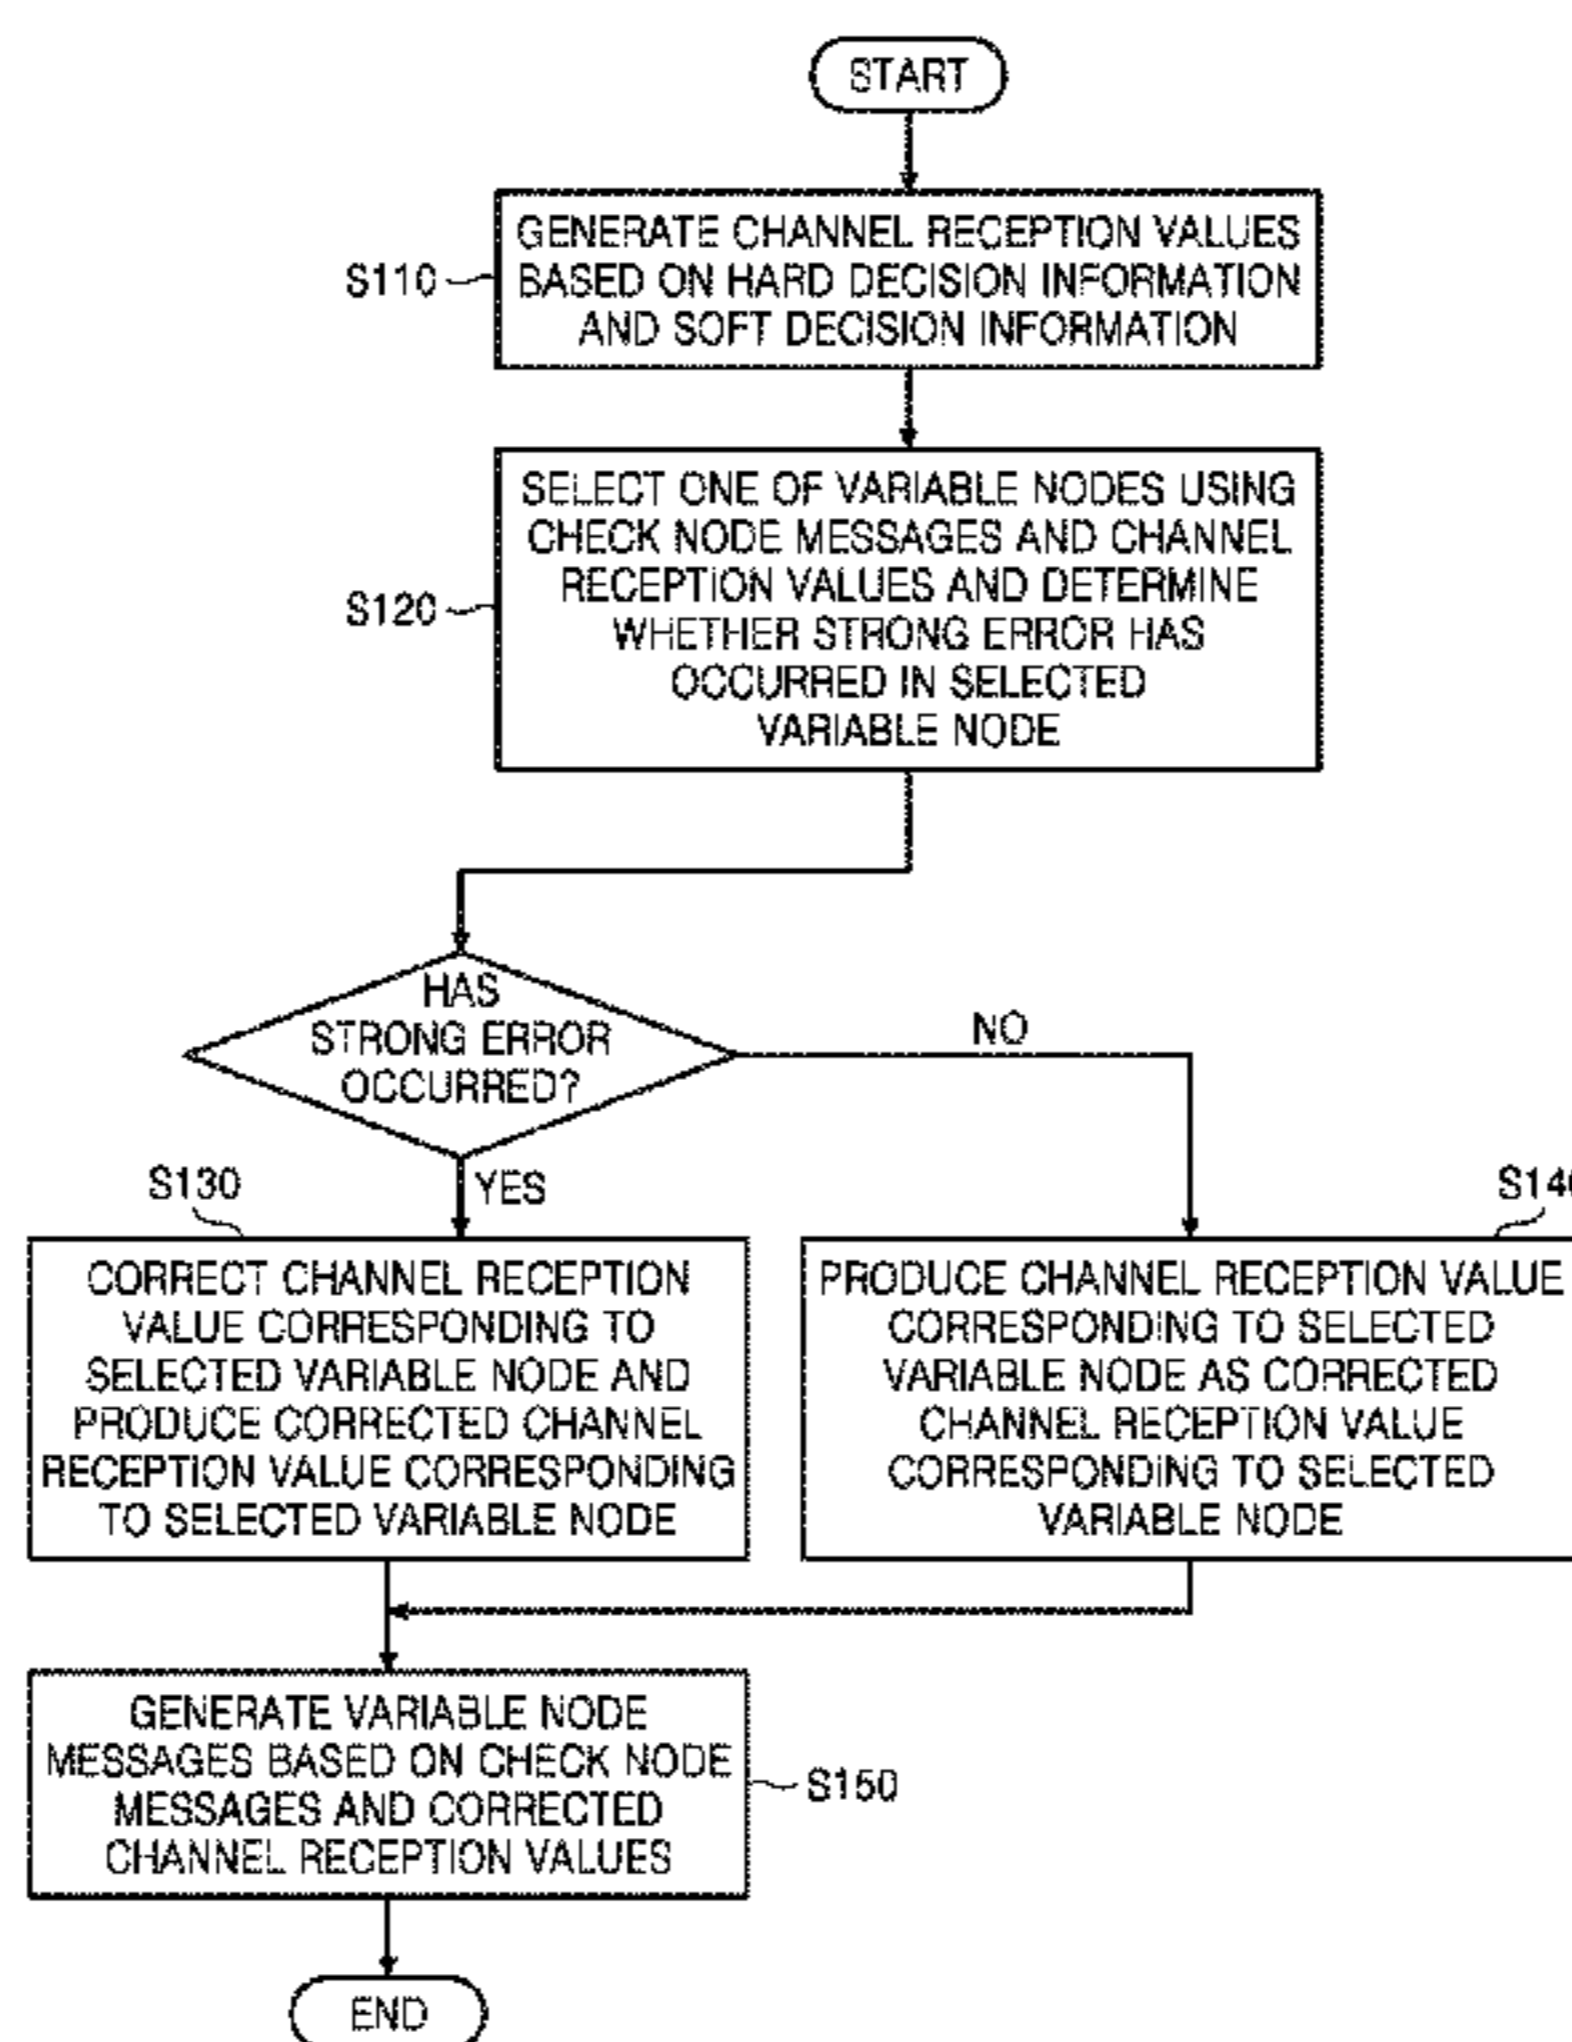 START
S110
GENERATE CHANNEL RECEPTION VALUES
BASED ON HARD DECISION INFORMATION
AND SOFT DECISION INFORMATION
S120
SELECT ONE OF VARIABLE NODES USING
CHECK NODE MESSAGES AND CHANNEL
RECEPTION VALUES AND DETERMINE
WHETHER STRONG ERROR HAS
OCCURRED IN SELECTED
VARIABLE NODE
HAS
STRONG ERROR
OCCURRED?
NO
YES
S130
CORRECT CHANNEL RECEPTION
VALUE CORRESPONDING TO
SELECTED VARIABLE NODE AND
PRODUCE CORRECTED CHANNEL
RECEPTION VALUE CORRESPONDING
TO SELECTED VARIABLE NODE
S140
PRODUCE CHANNEL RECEPTION VALUE
CORRESPONDING TO SELECTED
VARIABLE NODE AS CORRECTED
CHANNEL RECEPTION VALUE
CORRESPONDING TO SELECTED
VARIABLE NODE
GENERATE VARIABLE NODE
MESSAGES BASED ON CHECK NODE
MESSAGES AND CORRECTED
CHANNEL RECEPTION VALUES
S150
END